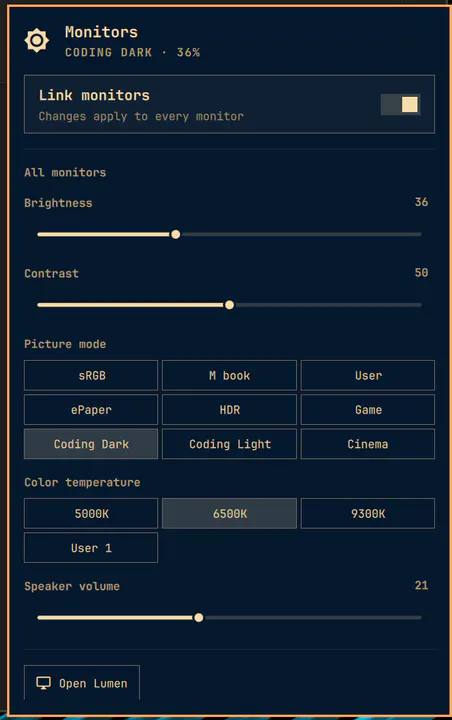 Monitors
CODING DARK · 36%
Link monitors
Changes apply to every monitor
All monitors
Brightness 36
Contrast 50
Picture mode
sRGB M book User
ePaper HDR Game
Coding Dark Coding Light Cinema
Color temperature
5000K 6500K 9300K
User 1
Speaker volume 21
Open Lumen